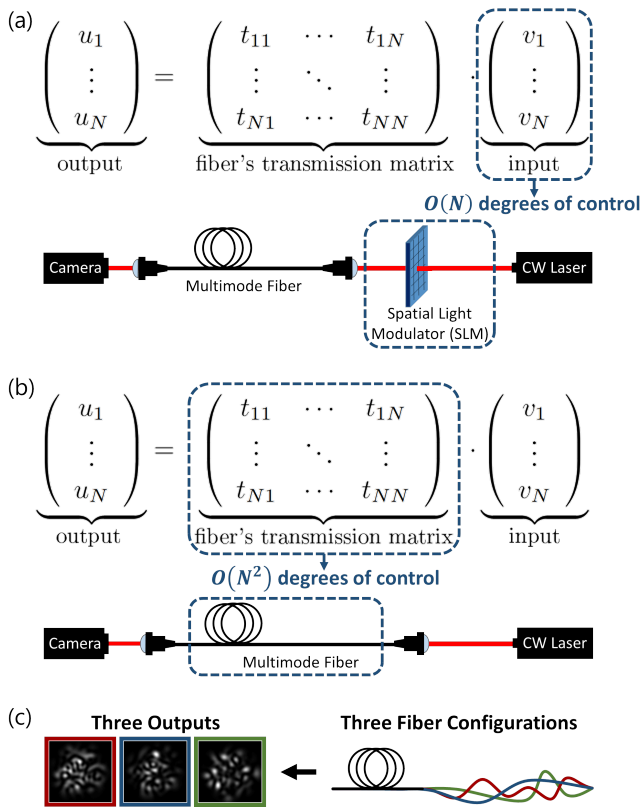 (a)
u₁ t₁₁ ⋯ t₁N v₁
⋮ = ⋮ ⋱ ⋮ · ⋮
uN tN1 ⋯ tNN vN
output fiber's transmission matrix input
O(N) degrees of control
Camera Multimode Fiber CW Laser
Spatial Light
Modulator (SLM)
(b)
u₁ t₁₁ ⋯ t₁N v₁
⋮ = ⋮ ⋱ ⋮ · ⋮
uN tN1 ⋯ tNN vN
output fiber's transmission matrix input
O(N²) degrees of control
Camera Multimode Fiber CW Laser
(c) Three Outputs Three Fiber Configurations